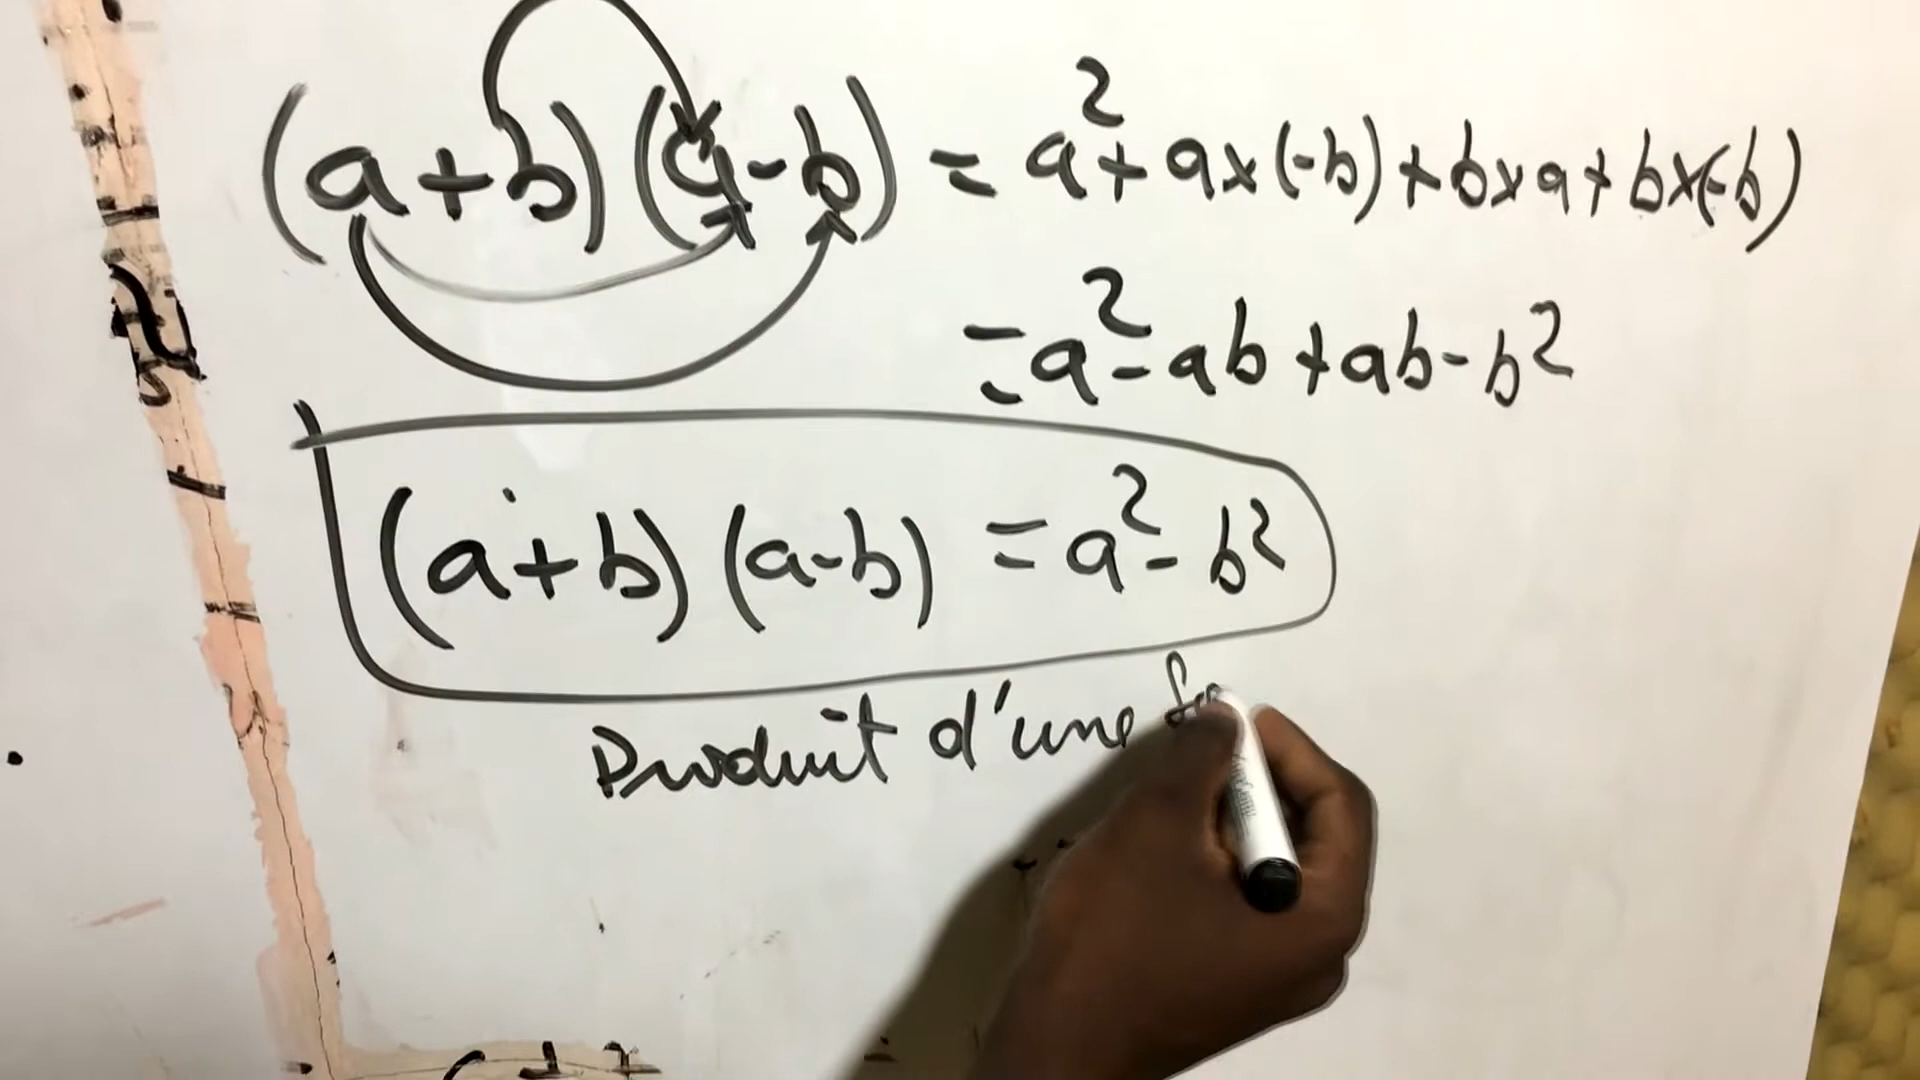 (a+b)(a-b) = a²+ a×(-b) + b×a + b×(-b)
= a² - ab + ab - b²
(a+b)(a-b) = a² - b²
Produit d'une